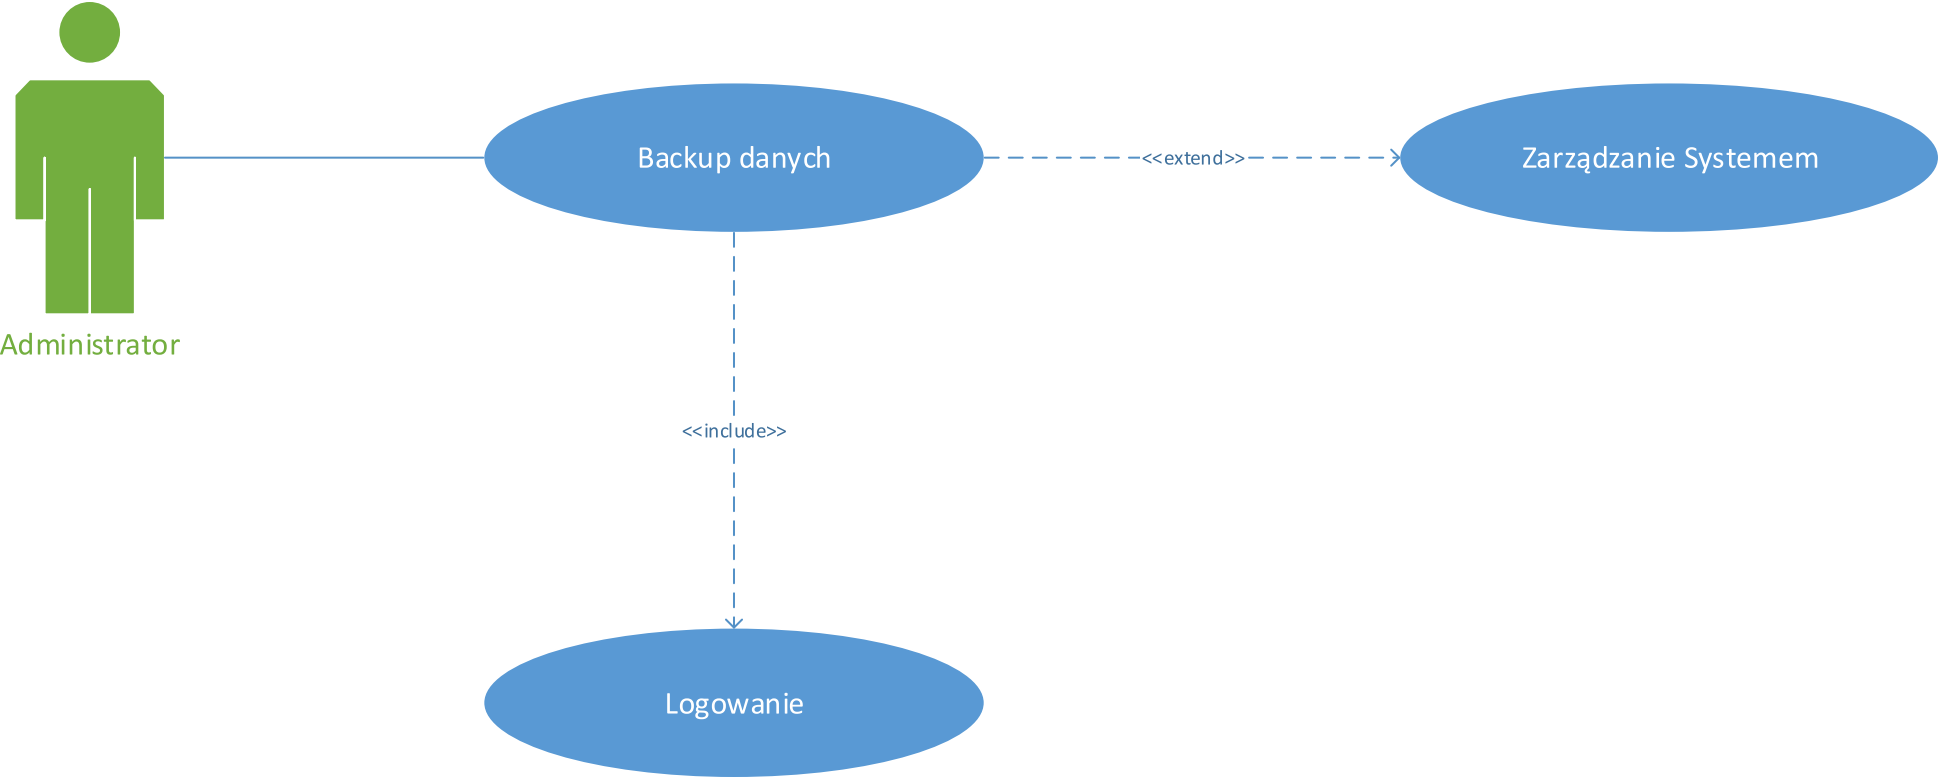 Backup danych
<<extend>>
Zarządzanie Systemem
Administrator
<<include>>
Logowanie